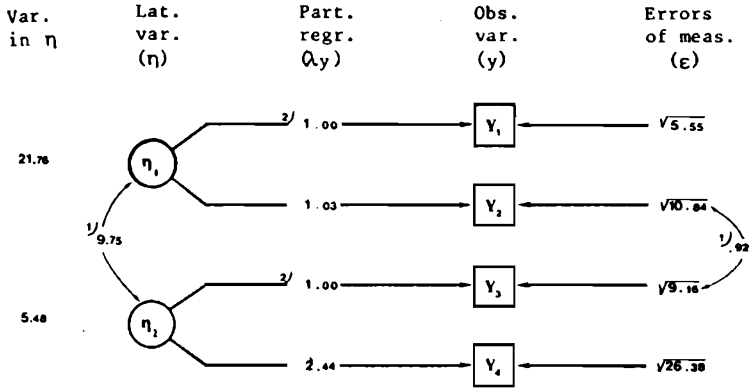 Var. Lat. Part. Obs. Errors
in η var. regr. var. of meas.
(η) (λy) (y) (ε)
2) 1.00 Y₁ √5.55
21.76 η₁
1.03 Y₂ √10.84
1) 9.75 1) .92
2) 1.00 Y₃ √9.16
5.48 η₂
2.44 Y₄ √26.38